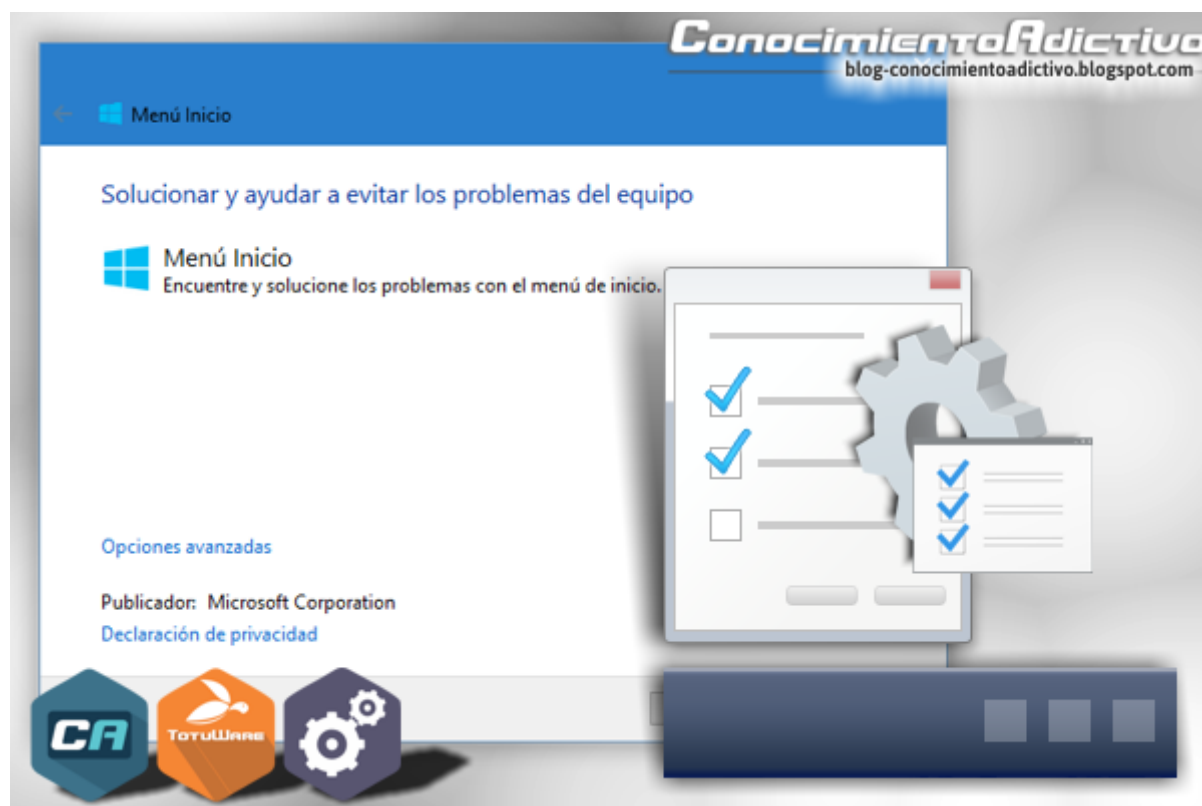 ConocimientoAdictivo
blog-conocimientoadictivo.blogspot.com
Menú Inicio
Solucionar y ayudar a evitar los problemas del equipo
Menú Inicio
Encuentre y solucione los problemas con el menú de inicio.
Opciones avanzadas
Publicador: Microsoft Corporation
Declaración de privacidad
CA
TotuWare